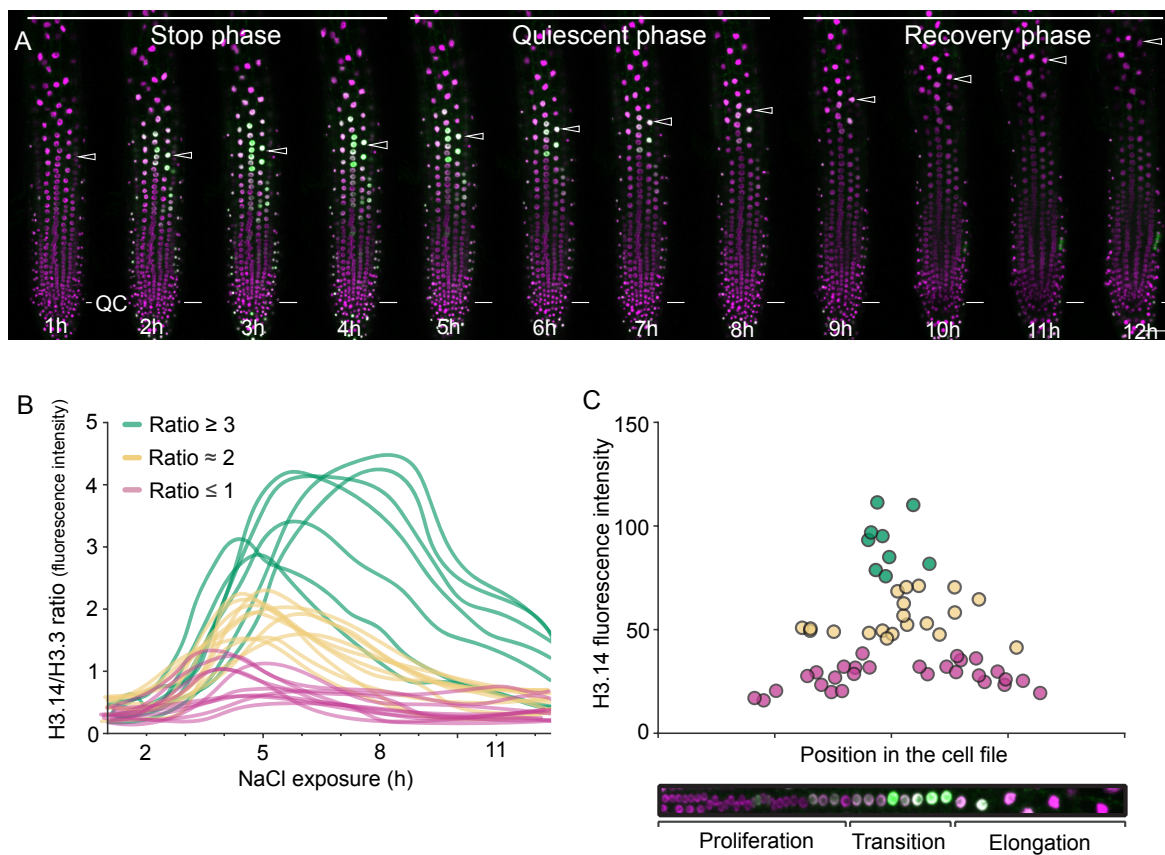 A
Stop phase
Quiescent phase
Recovery phase
QC
1h 2h 3h 4h 5h 6h 7h 8h 9h 10h 11h 12h
B
H3.14/H3.3 ratio (fluorescence intensity)
5
4
3
2
1
0
Ratio ≥ 3
Ratio ≈ 2
Ratio ≤ 1
2 5 8 11
NaCl exposure (h)
C
H3.14 fluorescence intensity
150
100
50
0
Position in the cell file
Proliferation Transition Elongation